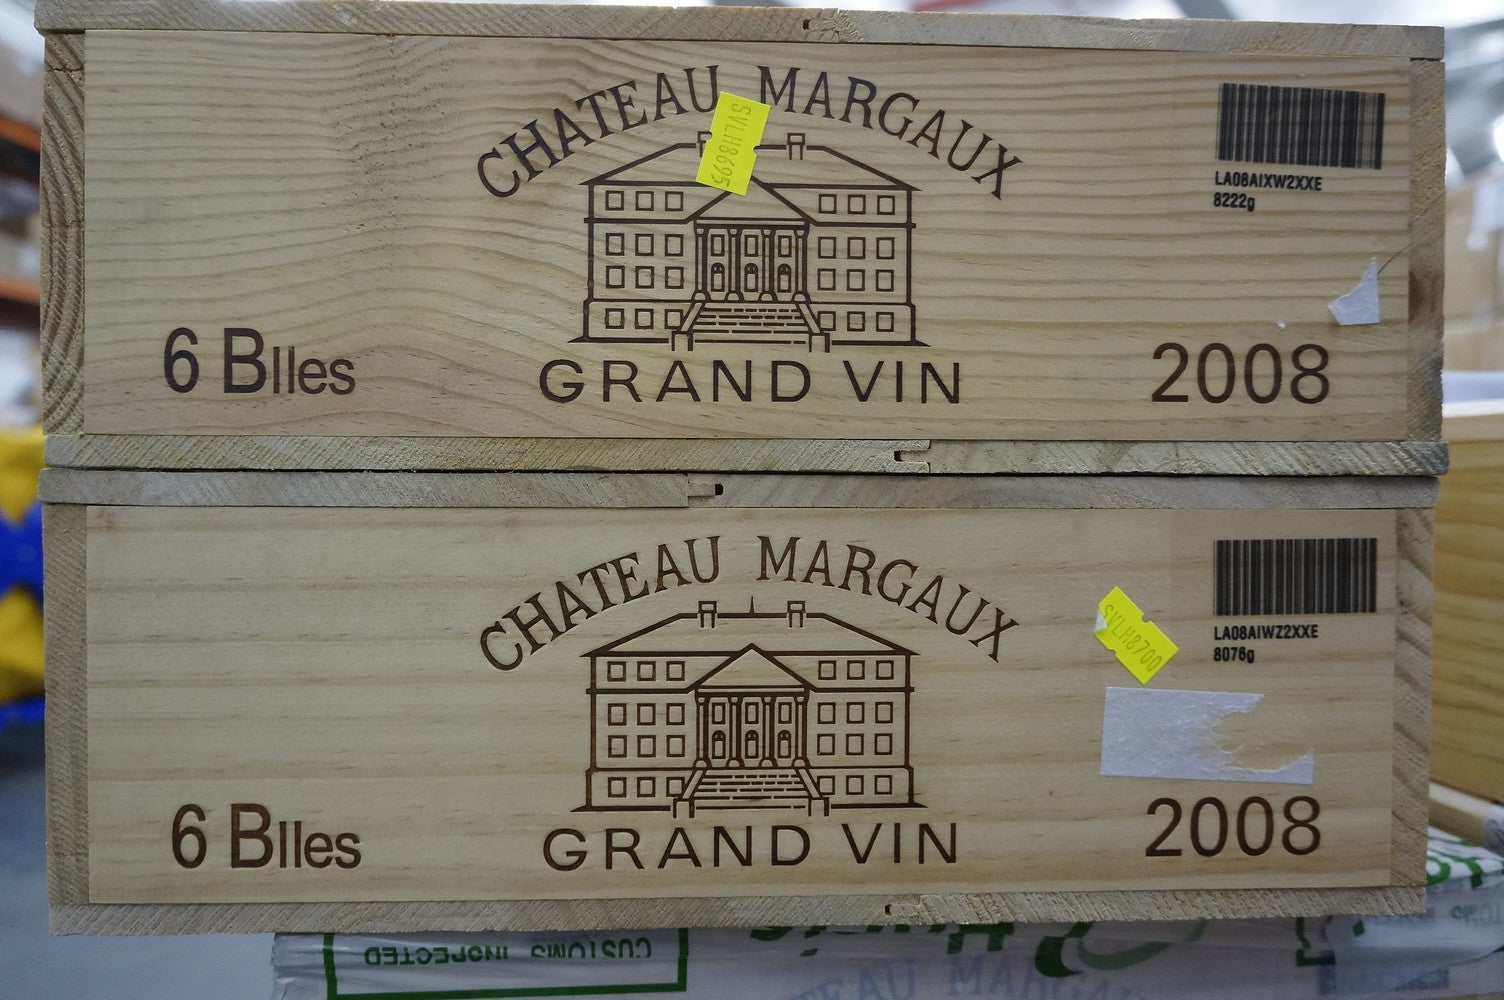 CHATEAU MARGAUX
SVLH8695
LA08AIXW2XXE
8222g
6 Blles
GRAND VIN
2008
CHATEAU MARGAUX
SVLH8700
LA08AIWZ2XXE
8076g
6 Blles
GRAND VIN
2008
CUSTOMS INSPECTED